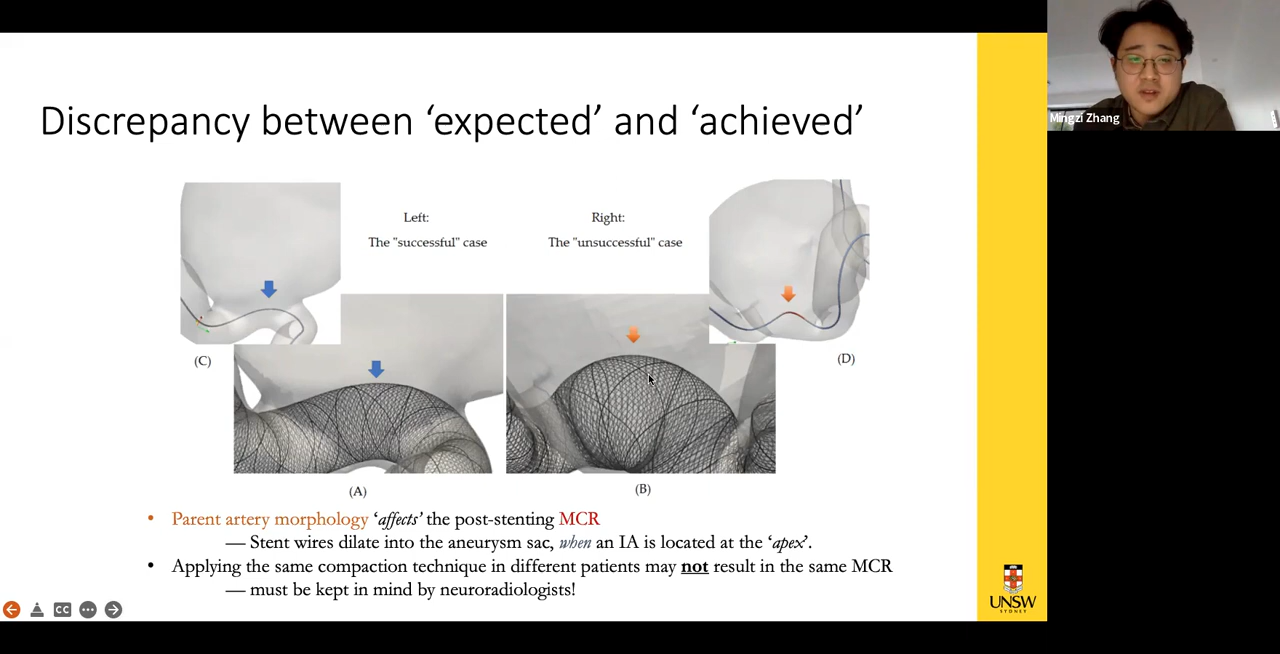 Mingzi Zhang
Discrepancy between ‘expected’ and ‘achieved’
Left:
The "successful" case
Right:
The "unsuccessful" case
(C)
(D)
(A)
(B)
• Parent artery morphology ‘affects’ the post-stenting MCR
— Stent wires dilate into the aneurysm sac, when an IA is located at the ‘apex’.
• Applying the same compaction technique in different patients may not result in the same MCR
— must be kept in mind by neuroradiologists!
CC
UNSW
SYDNEY